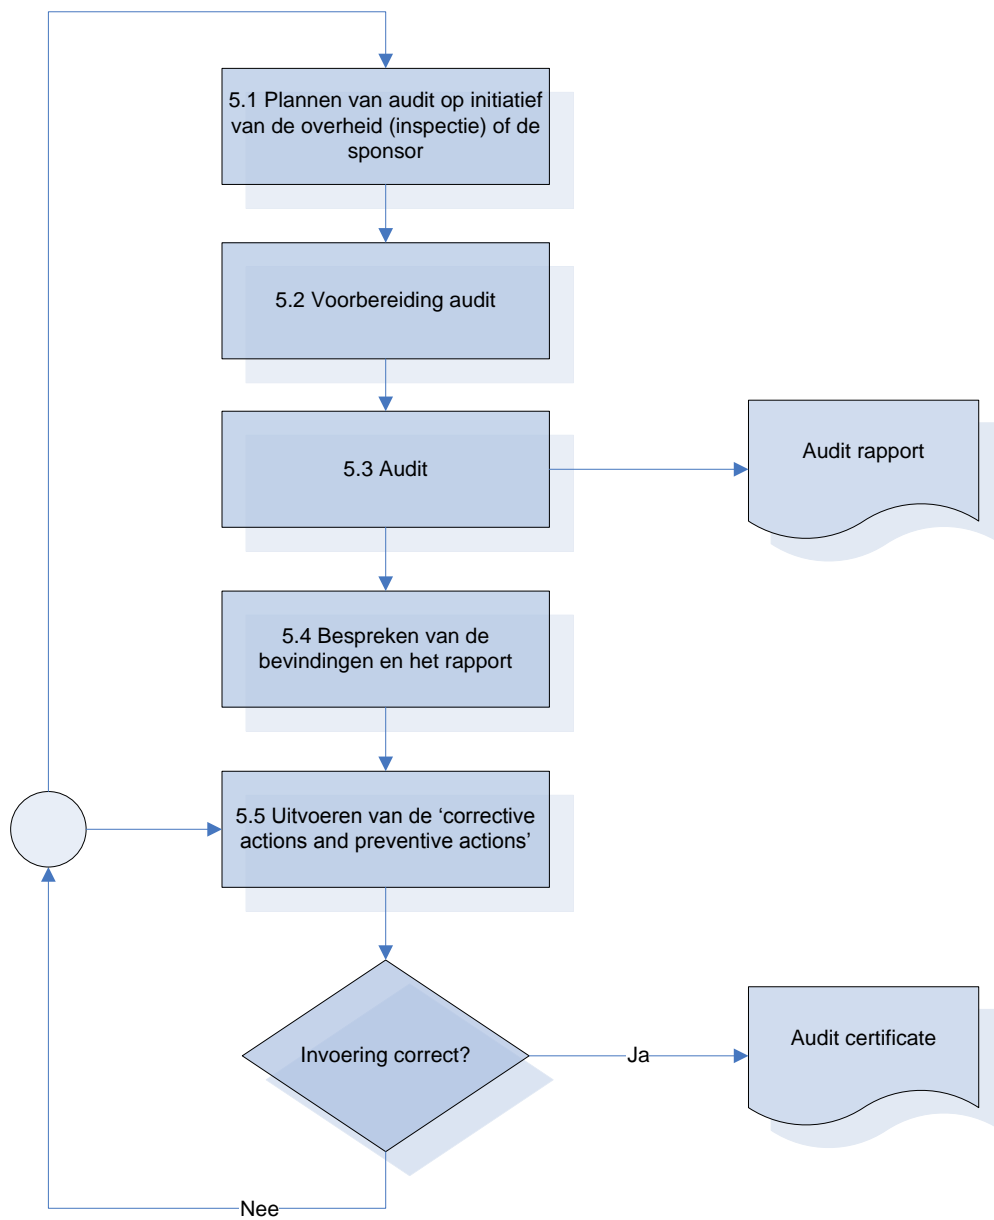 5.1 Plannen van audit op initiatief
van de overheid (inspectie) of de
sponsor
5.2 Voorbereiding audit
5.3 Audit
Audit rapport
5.4 Bespreken van de
bevindingen en het rapport
5.5 Uitvoeren van de ‘corrective
actions and preventive actions’
Invoering correct?
Ja
Audit certificate
Nee